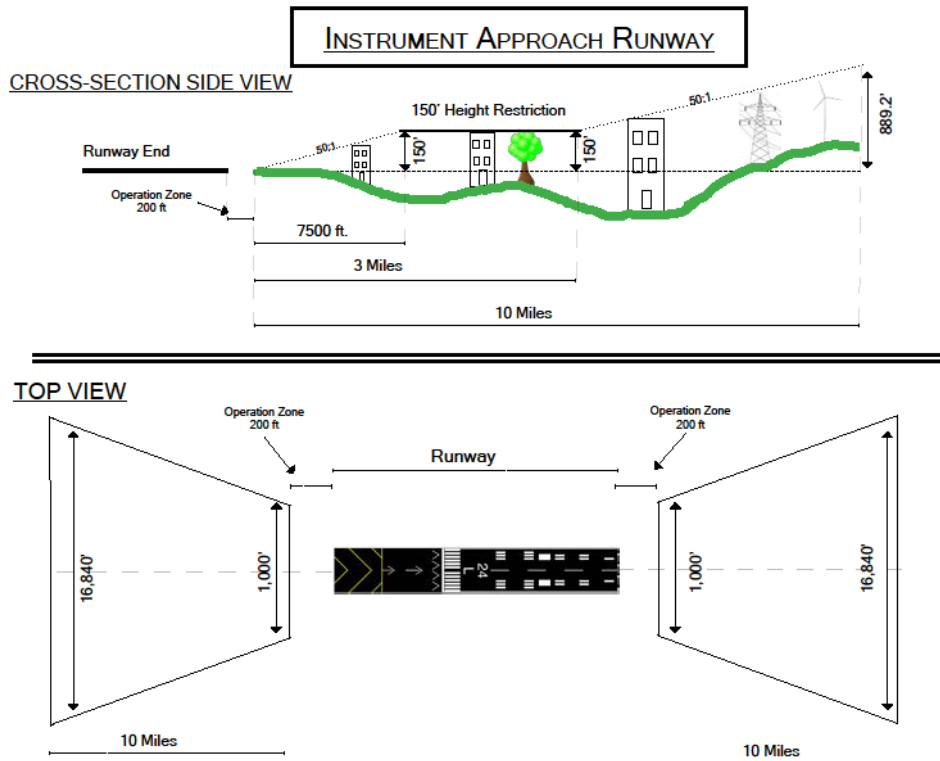 INSTRUMENT APPROACH RUNWAY
CROSS-SECTION SIDE VIEW
150' Height Restriction
50:1
889.2'
Runway End
50:1
150'
150'
Operation Zone
200 ft
7500 ft.
3 Miles
10 Miles
TOP VIEW
Operation Zone
200 ft
Operation Zone
200 ft
Runway
16,840'
1,000'
24
L
1,000'
16,840'
10 Miles
10 Miles